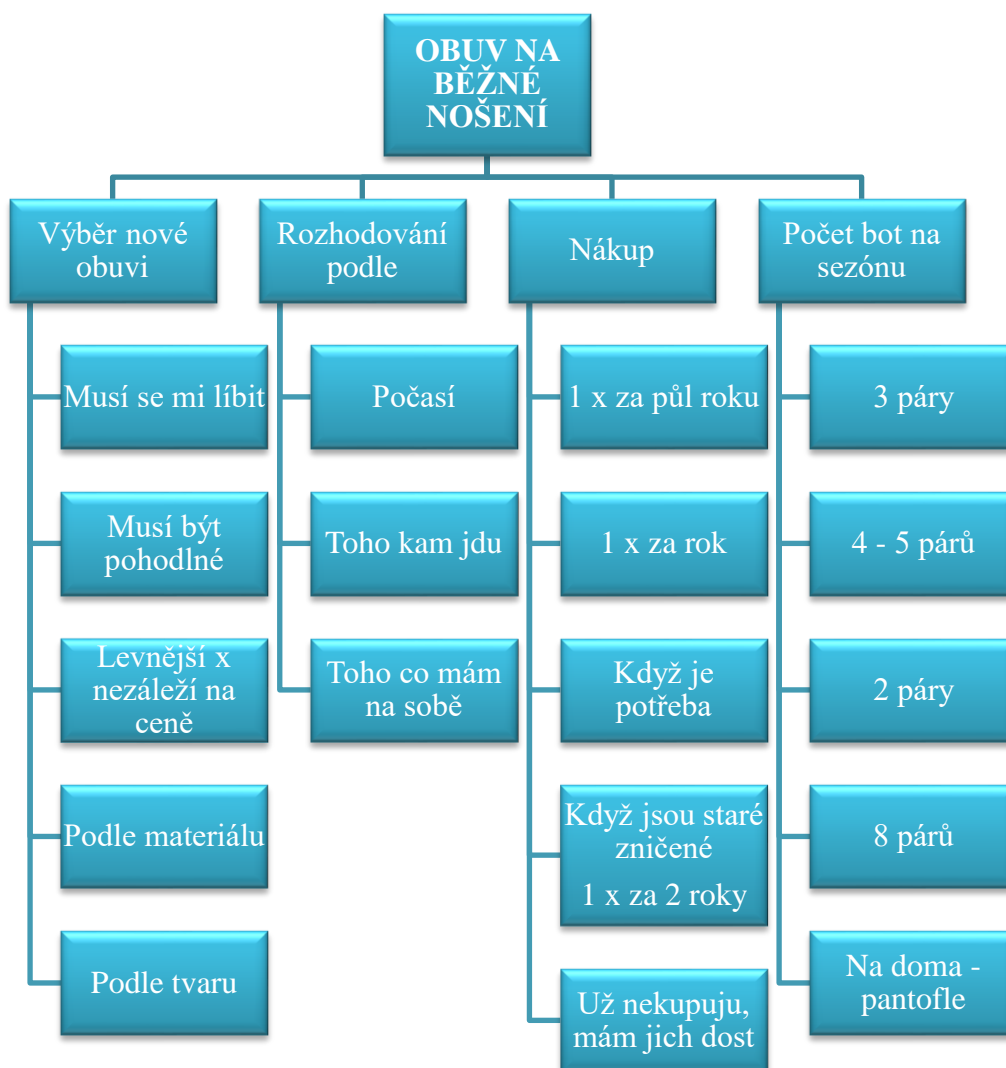 OBUV NA
BĚŽNÉ
NOŠENÍ
Výběr nové
obuvi
Musí se mi líbit
Musí být
pohodlné
Levnější x
nezáleží na
ceně
Podle materiálu
Podle tvaru
Rozhodování
podle
Počasí
Toho kam jdu
Toho co mám
na sobě
Nákup
1 x za půl roku
1 x za rok
Když je
potřeba
Když jsou staré
zničené
1 x za 2 roky
Už nekupuju,
mám jich dost
Počet bot na
sezónu
3 páry
4 - 5 párů
2 páry
8 párů
Na doma -
pantofle